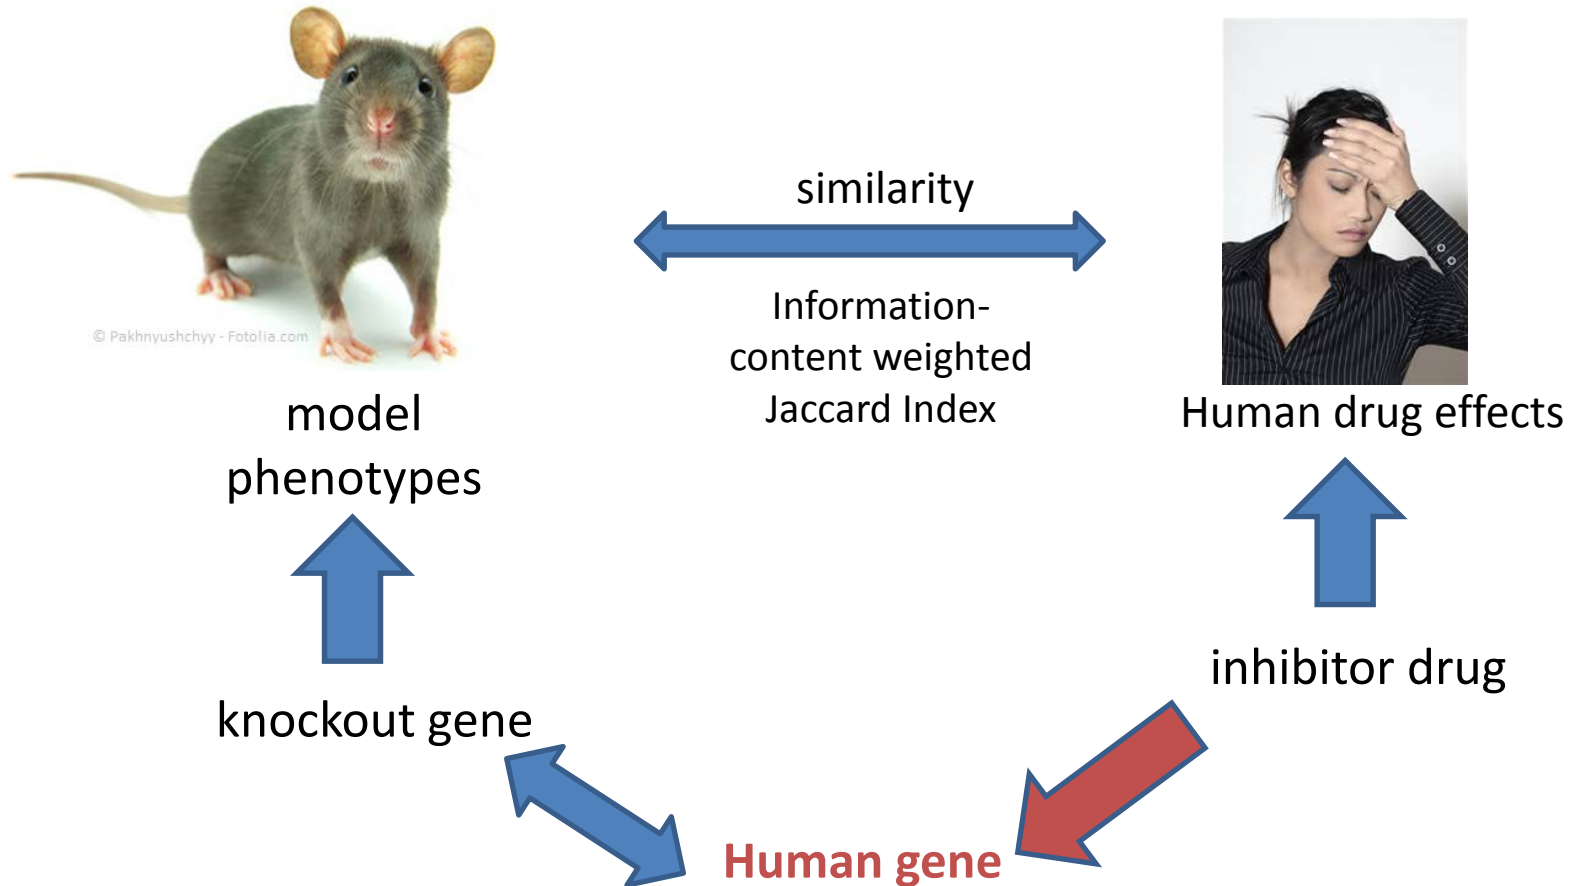 similarity
Information-
content weighted
Jaccard Index
© Pakhnyushchyy - Fotolia.com
model
phenotypes
Human drug effects
knockout gene
inhibitor drug
Human gene